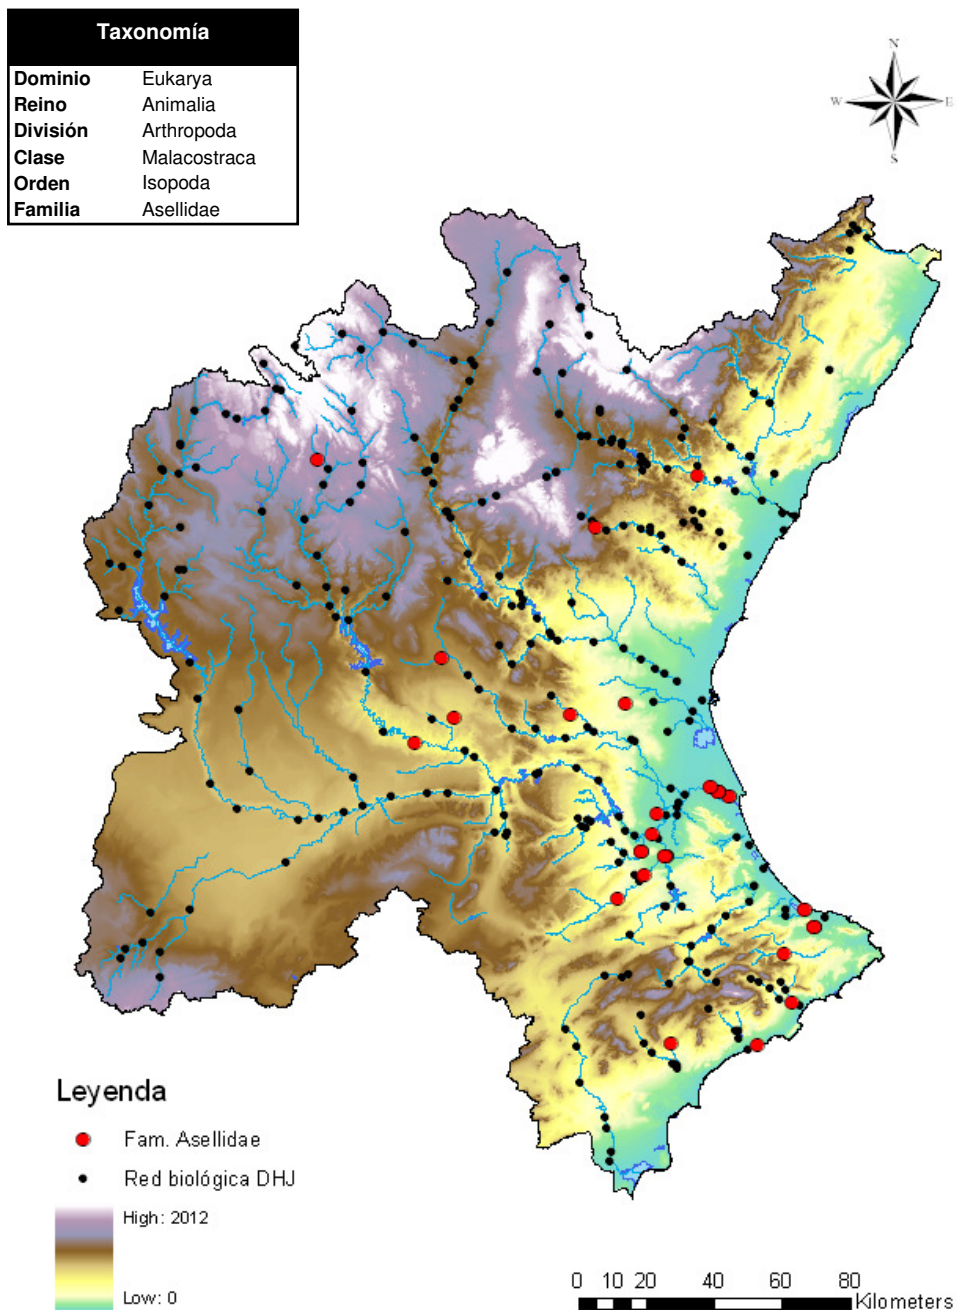 Taxonomía
Dominio Eukarya
Reino Animalia
División Arthropoda
Clase Malacostraca
Orden Isopoda
Familia Asellidae
N
W E
S
Leyenda
Fam. Asellidae
Red biológica DHJ
High: 2012
Low: 0
0 10 20 40 60 80
Kilometers